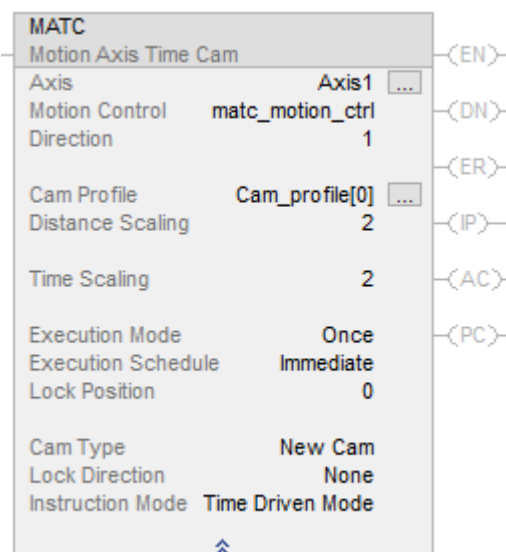 MATC
Motion Axis Time Cam
(EN)
Axis Axis1 ...
Motion Control matc_motion_ctrl
(DN)
Direction 1
(ER)
Cam Profile Cam_profile[0] ...
Distance Scaling 2
(IP)
Time Scaling 2
(AC)
Execution Mode Once
(PC)
Execution Schedule Immediate
Lock Position 0
Cam Type New Cam
Lock Direction None
Instruction Mode Time Driven Mode